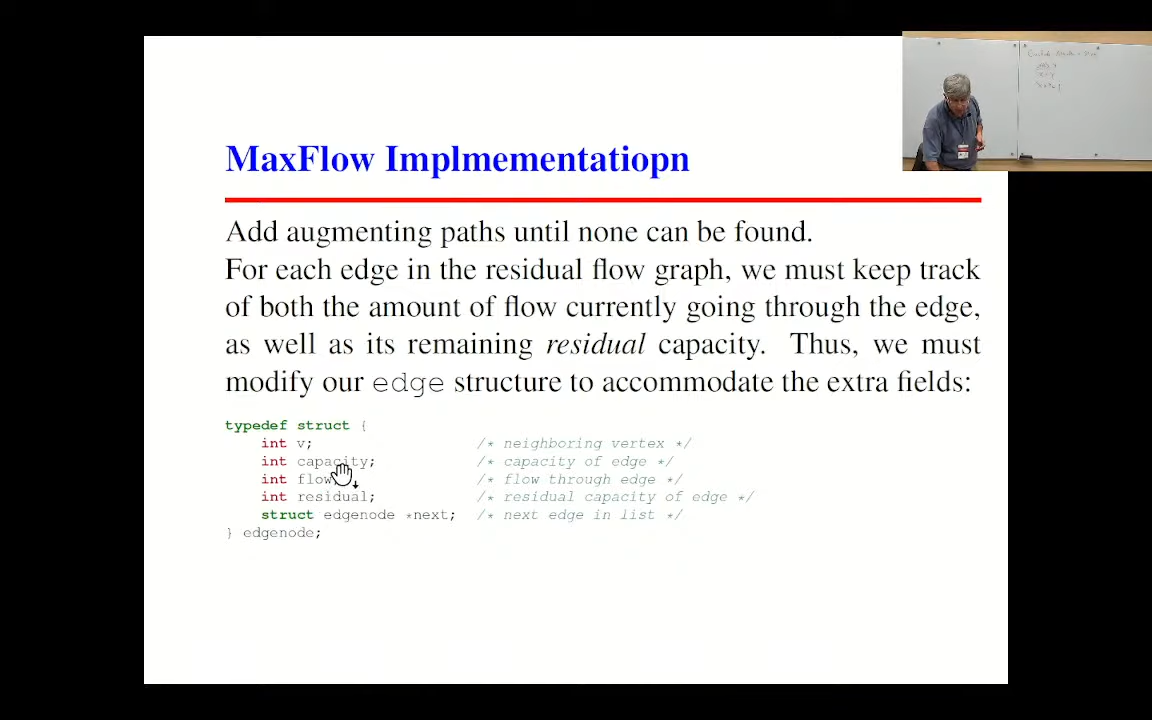 MaxFlow Implmementatiopn
Add augmenting paths until none can be found.
For each edge in the residual flow graph, we must keep track
of both the amount of flow currently going through the edge,
as well as its remaining residual capacity. Thus, we must
modify our edge structure to accommodate the extra fields:
typedef struct {
int v; /* neighboring vertex */
int capacity; /* capacity of edge */
int flow /* flow through edge */
int residual; /* residual capacity of edge */
struct edgenode *next; /* next edge in list */
} edgenode;